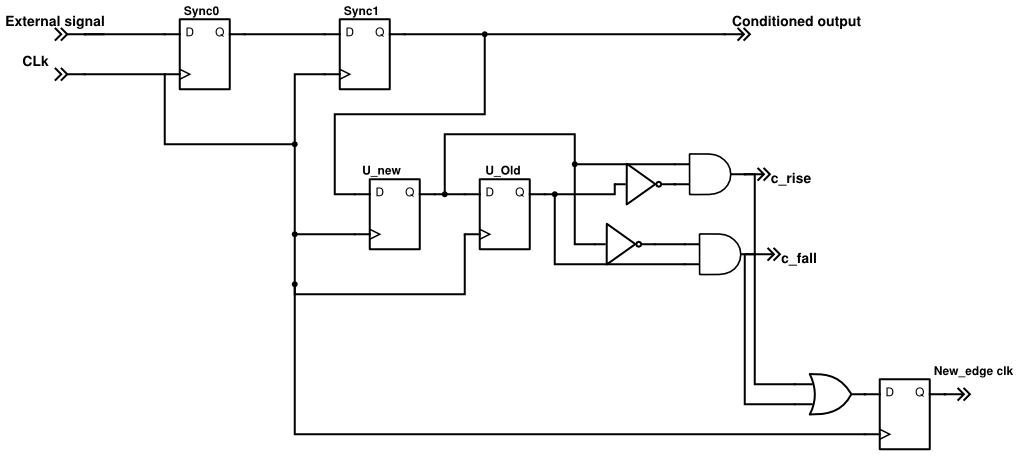 Sync0
Sync1
External signal
Conditioned output
D Q
D Q
CLk
U_new
U_Old
D Q
D Q
c_rise
c_fall
New_edge clk
D Q